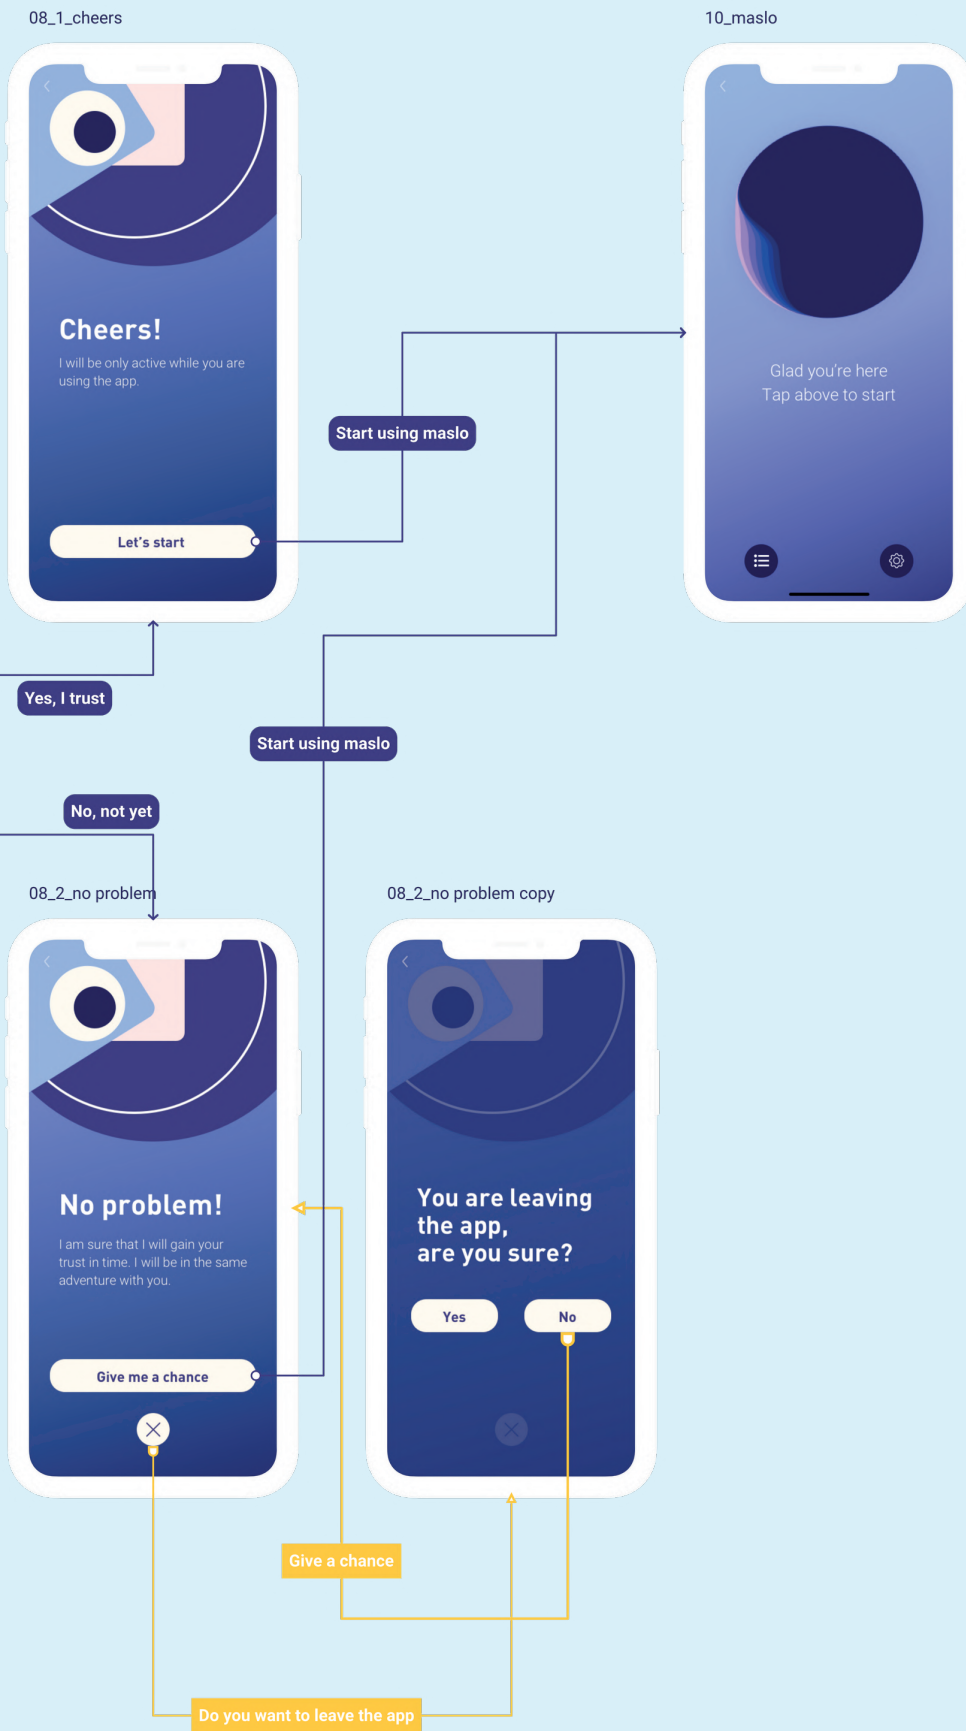 08_1_cheers
10_maslo
Cheers!
I will be only active while you are
using the app.
Let's start
Start using maslo
Glad you're here
Tap above to start
Yes, I trust
Start using maslo
No, not yet
08_2_no problem
08_2_no problem copy
No problem!
I am sure that I will gain your
trust in time. I will be in the same
adventure with you.
Give me a chance
You are leaving
the app,
are you sure?
Yes
No
Give a chance
Do you want to leave the app